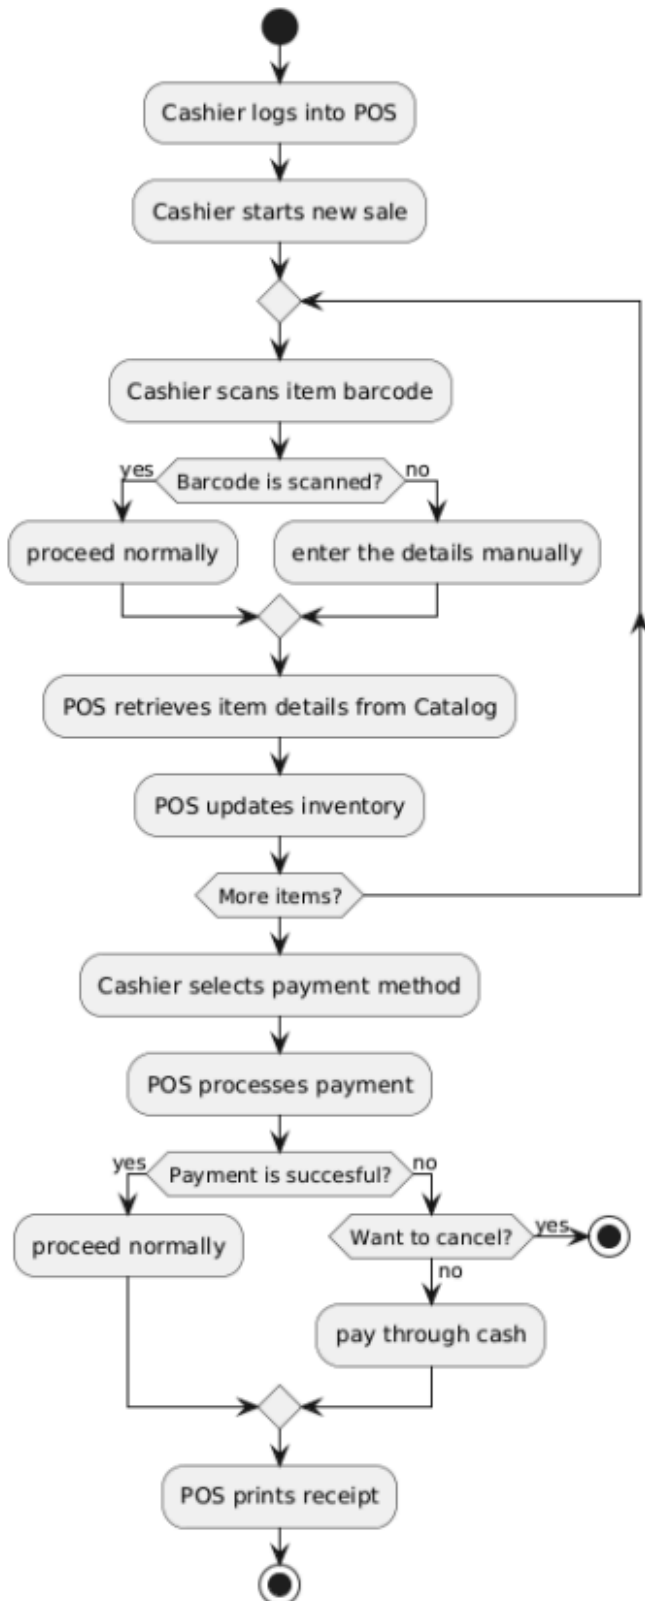 Cashier logs into POS
Cashier starts new sale
Cashier scans item barcode
yes
Barcode is scanned?
no
proceed normally
enter the details manually
POS retrieves item details from Catalog
POS updates inventory
More items?
Cashier selects payment method
POS processes payment
yes
Payment is succesful?
no
proceed normally
Want to cancel?
yes
no
pay through cash
POS prints receipt